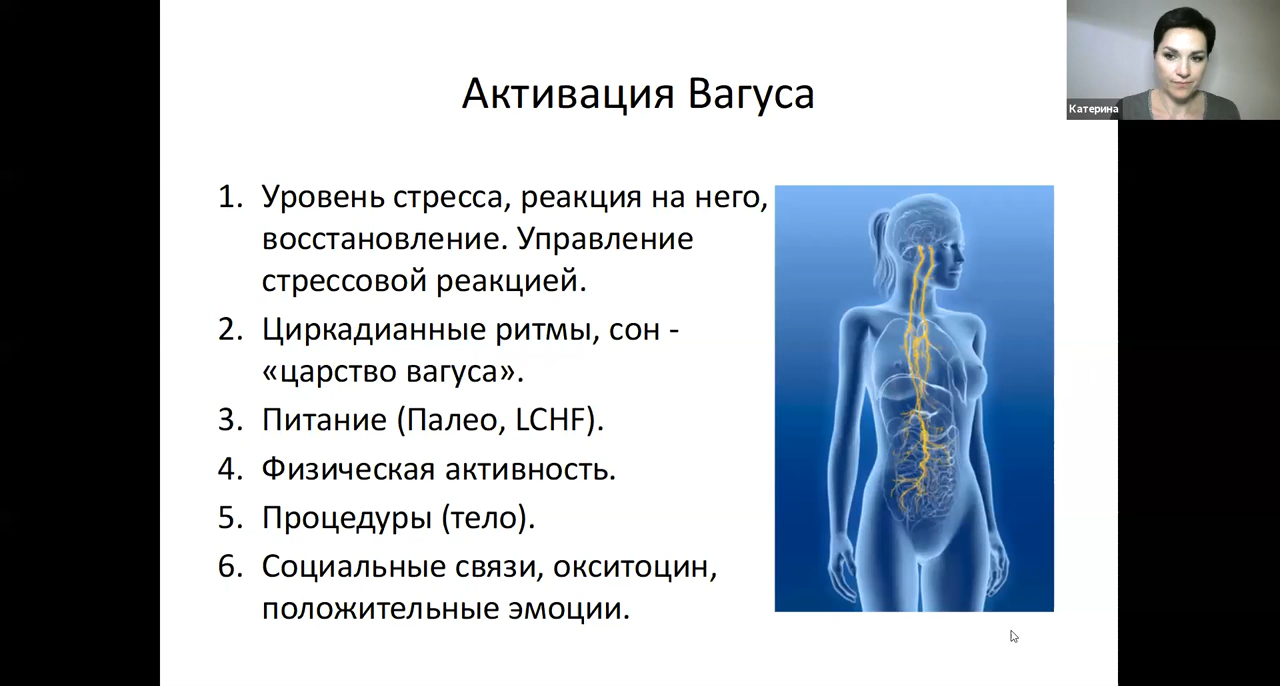 Активация Вагуса
Катерина
1. Уровень стресса, реакция на него,
восстановление. Управление
стрессовой реакцией.
2. Циркадианные ритмы, сон -
«царство вагуса».
3. Питание (Палео, LCHF).
4. Физическая активность.
5. Процедуры (тело).
6. Социальные связи, окситоцин,
положительные эмоции.